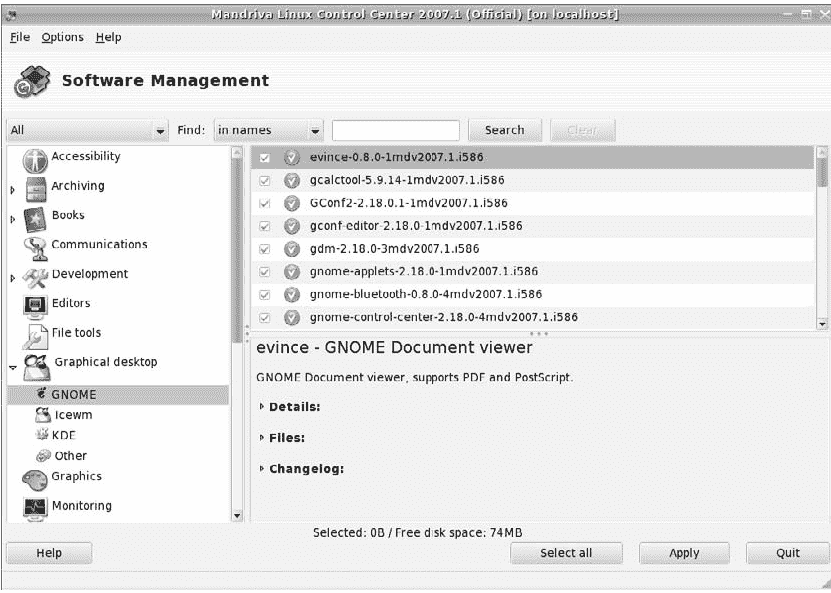 Mandriva Linux Control Center 2007.1 (Official) [on localhost]
File Options Help
Software Management
All Find: in names Search Clear
Accessibility
Archiving
Books
Communications
Development
Editors
File tools
Graphical desktop
GNOME
Icewm
KDE
Other
Graphics
Monitoring
evince-0.8.0-1mdv2007.1.i586
gcalctool-5.9.14-1mdv2007.1.i586
GConf2-2.18.0.1-1mdv2007.1.i586
gconf-editor-2.18.0-1mdv2007.1.i586
gdm-2.18.0-3mdv2007.1.i586
gnome-applets-2.18.0-1mdv2007.1.i586
gnome-bluetooth-0.8.0-4mdv2007.1.i586
gnome-control-center-2.18.0-4mdv2007.1.i586
evince - GNOME Document viewer
GNOME Document viewer, supports PDF and PostScript.
Details:
Files:
Changelog:
Selected: 0B / Free disk space: 74MB
Help Select all Apply Quit